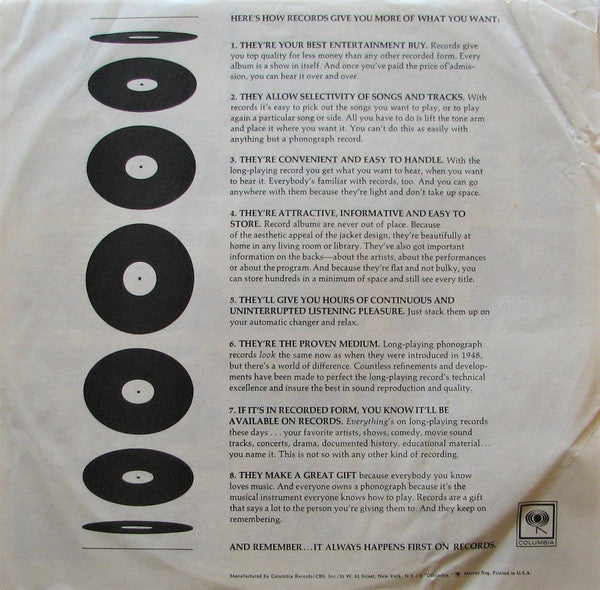 HERE'S HOW RECORDS GIVE YOU MORE OF WHAT YOU WANT:
1. THEY'RE YOUR BEST ENTERTAINMENT BUY. Records give
you top quality for less money than any other recorded form. Every
album is a show in itself. And once you've paid the price of admis-
sion, you can hear it over and over.
2. THEY ALLOW SELECTIVITY OF SONGS AND TRACKS. With
records it's easy to pick out the songs you want to play, or to play
again a particular song or side. All you have to do is lift the tone arm
and place it where you want it. You can't do this as easily with
anything but a phonograph record.
3. THEY'RE CONVENIENT AND EASY TO HANDLE. With the
long-playing record you get what you want to hear, when you want
to hear it. Everybody's familiar with records, too. And you can go
anywhere with them because they're light and don't take up space.
4. THEY'RE ATTRACTIVE, INFORMATIVE AND EASY TO
STORE. Record albums are never out of place. Because
of the aesthetic appeal of the jacket design, they're beautifully at
home in any living room or library. They've also got important
information on the backs—about the artists, about the performances
or about the program. And because they're flat and not bulky, you
can store hundreds in a minimum of space and still see every title.
5. THEY'LL GIVE YOU HOURS OF CONTINUOUS AND
UNINTERRUPTED LISTENING PLEASURE. Just stack them up on
your automatic changer and relax.
6. THEY'RE THE PROVEN MEDIUM. Long-playing phonograph
records look the same now as when they were introduced in 1948,
but there's a world of difference. Countless refinements and develop-
ments have been made to perfect the long-playing record's technical
excellence and insure the best in sound reproduction and quality.
7. IF IT'S IN RECORDED FORM, YOU KNOW IT'LL BE
AVAILABLE ON RECORDS. Everything's on long-playing records
these days . . . your favorite artists, shows, comedy, movie sound
tracks, concerts, drama, documented history, educational material . . .
you name it. This is not so with any other kind of recording.
8. THEY MAKE A GREAT GIFT because everybody you know
loves music. And everyone owns a phonograph because it's the
musical instrument everyone knows how to play. Records are a gift
that says a lot to the person you're giving them to. And they keep on
remembering.
AND REMEMBER...IT ALWAYS HAPPENS FIRST ON RECORDS.
COLUMBIA
Manufactured by Columbia Records/CBS, Inc./51 W. 52 Street, New York, N.Y./® "Columbia," Marcas Reg. Printed in U.S.A.